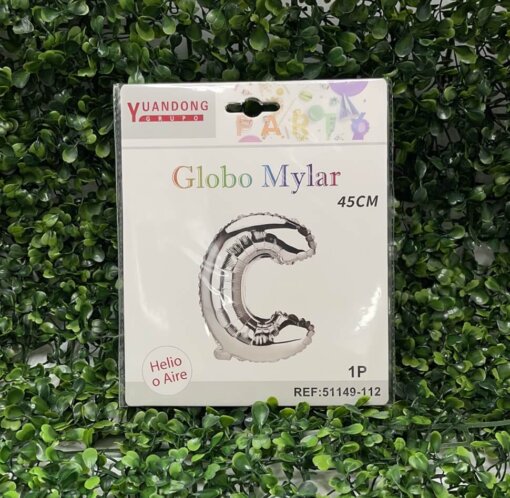 YUANDONG
GRUPO
PARTY
Globo Mylar
45CM
C
Helio
o Aire
1P
REF:51149-112